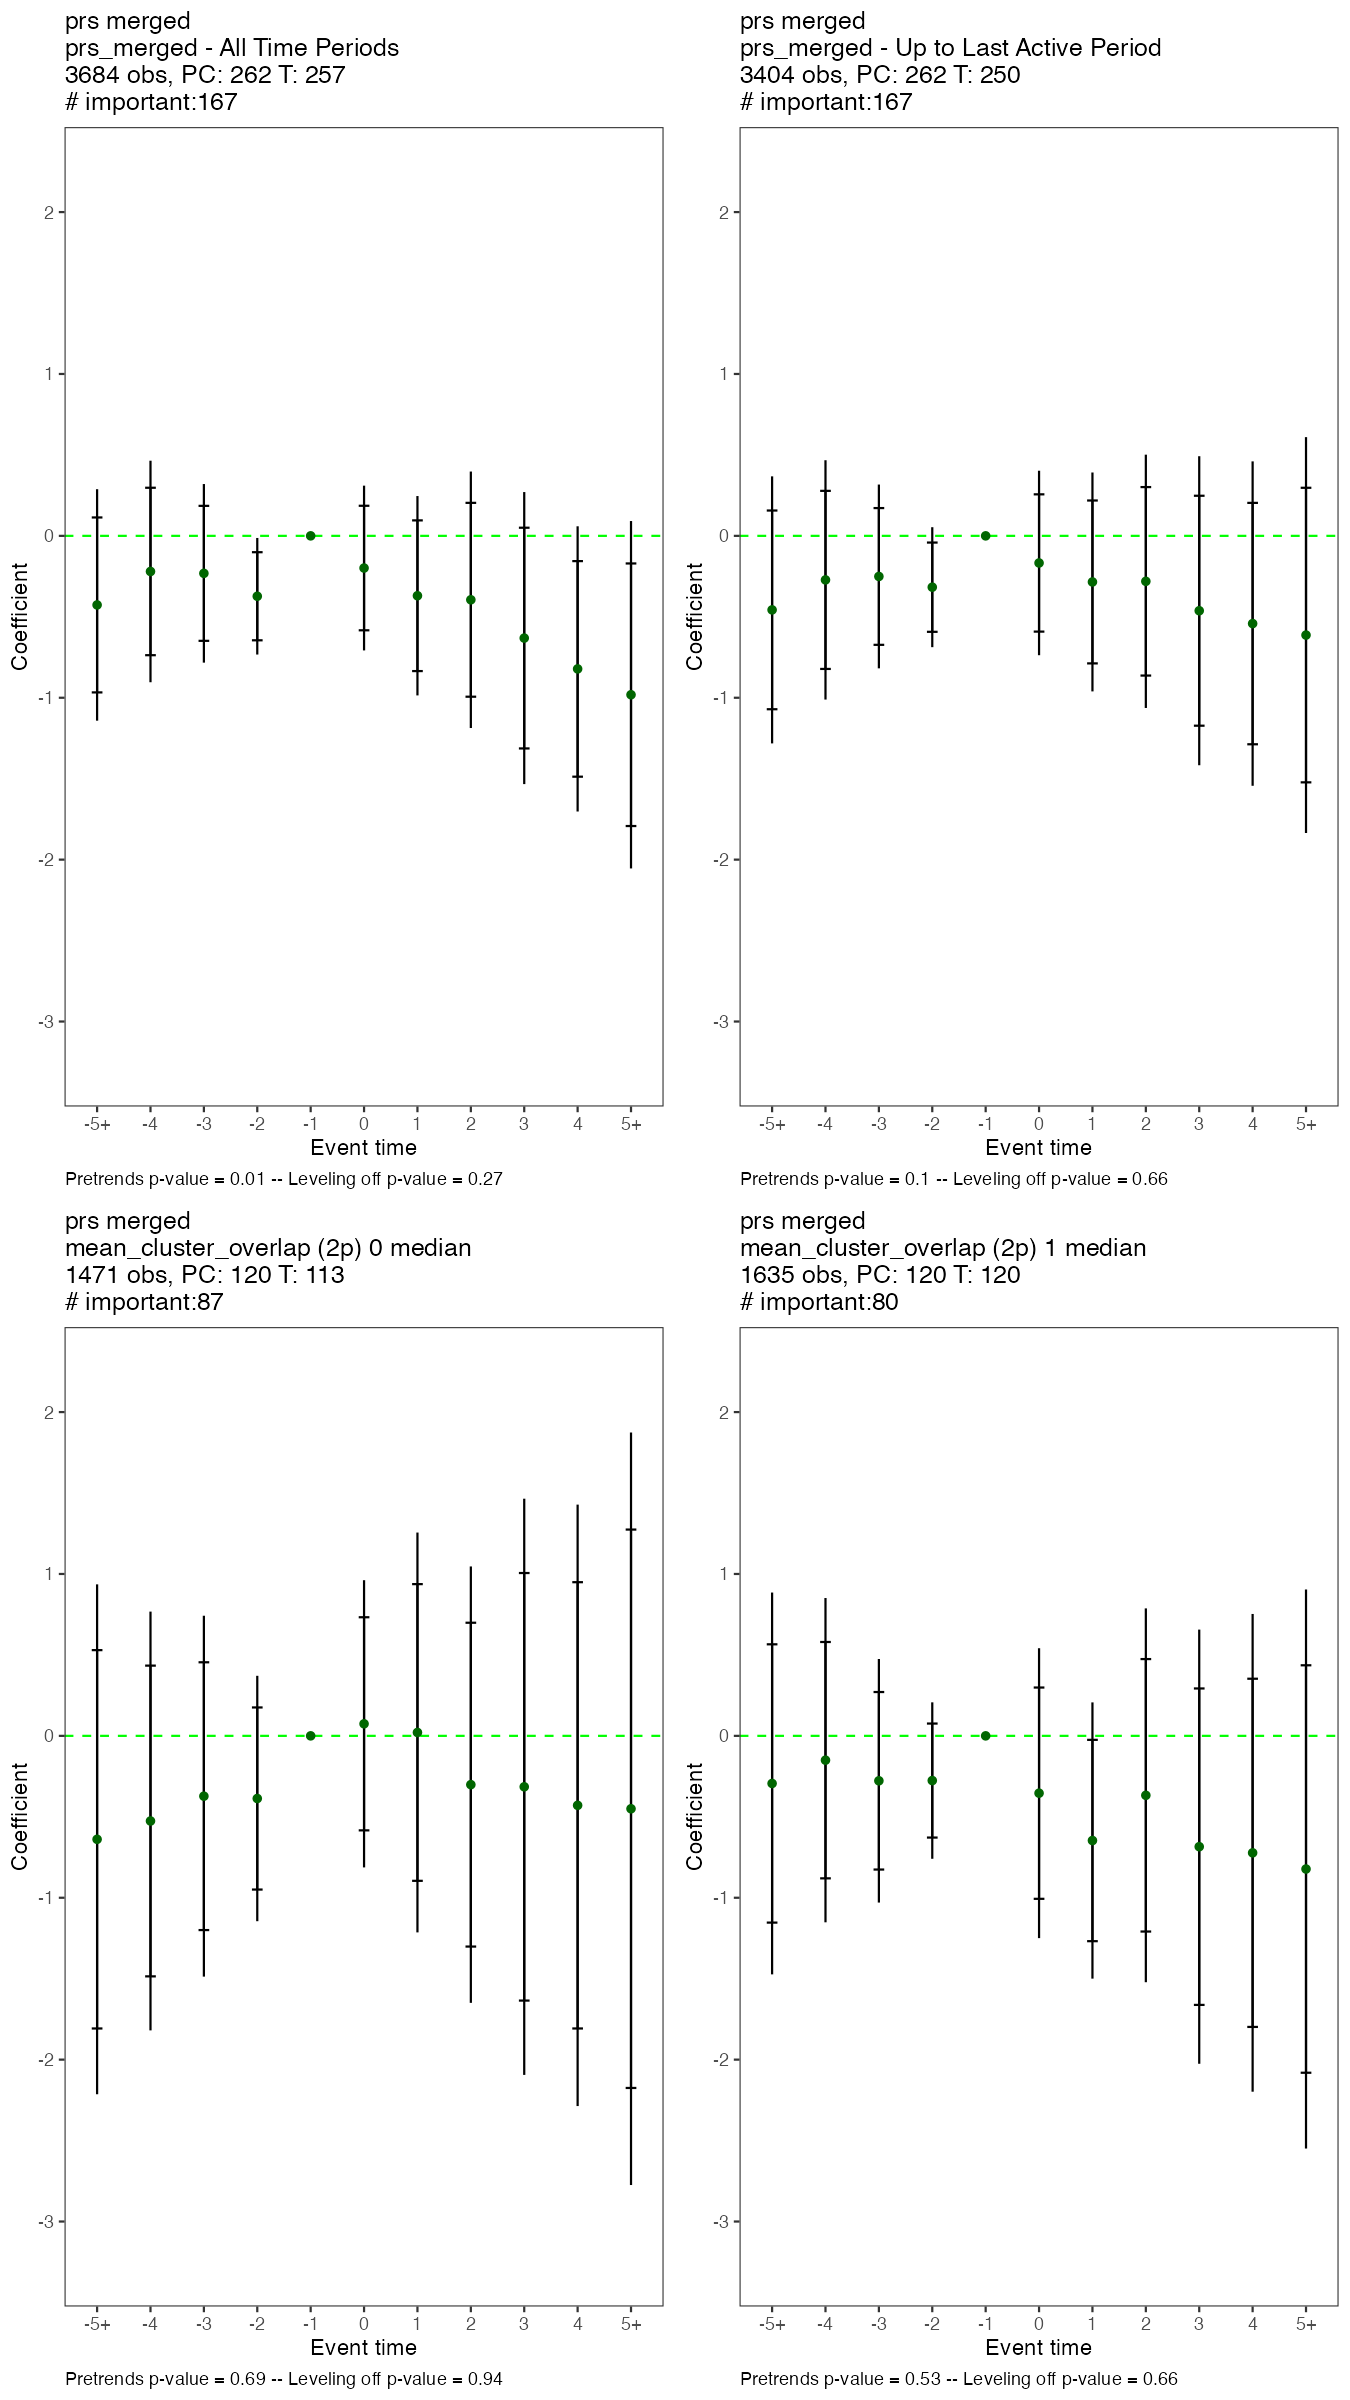 prs merged
prs_merged - All Time Periods
3684 obs, PC: 262 T: 257
# important:167
2
1
0
-1
-2
-3
Coefficient
-5+ -4 -3 -2 -1 0 1 2 3 4 5+
Event time
Pretrends p-value = 0.01 -- Leveling off p-value = 0.27
prs merged
prs_merged - Up to Last Active Period
3404 obs, PC: 262 T: 250
# important:167
2
1
0
-1
-2
-3
Coefficient
-5+ -4 -3 -2 -1 0 1 2 3 4 5+
Event time
Pretrends p-value = 0.1 -- Leveling off p-value = 0.66
prs merged
mean_cluster_overlap (2p) 0 median
1471 obs, PC: 120 T: 113
# important:87
2
1
0
-1
-2
-3
Coefficient
-5+ -4 -3 -2 -1 0 1 2 3 4 5+
Event time
Pretrends p-value = 0.69 -- Leveling off p-value = 0.94
prs merged
mean_cluster_overlap (2p) 1 median
1635 obs, PC: 120 T: 120
# important:80
2
1
0
-1
-2
-3
Coefficient
-5+ -4 -3 -2 -1 0 1 2 3 4 5+
Event time
Pretrends p-value = 0.53 -- Leveling off p-value = 0.66